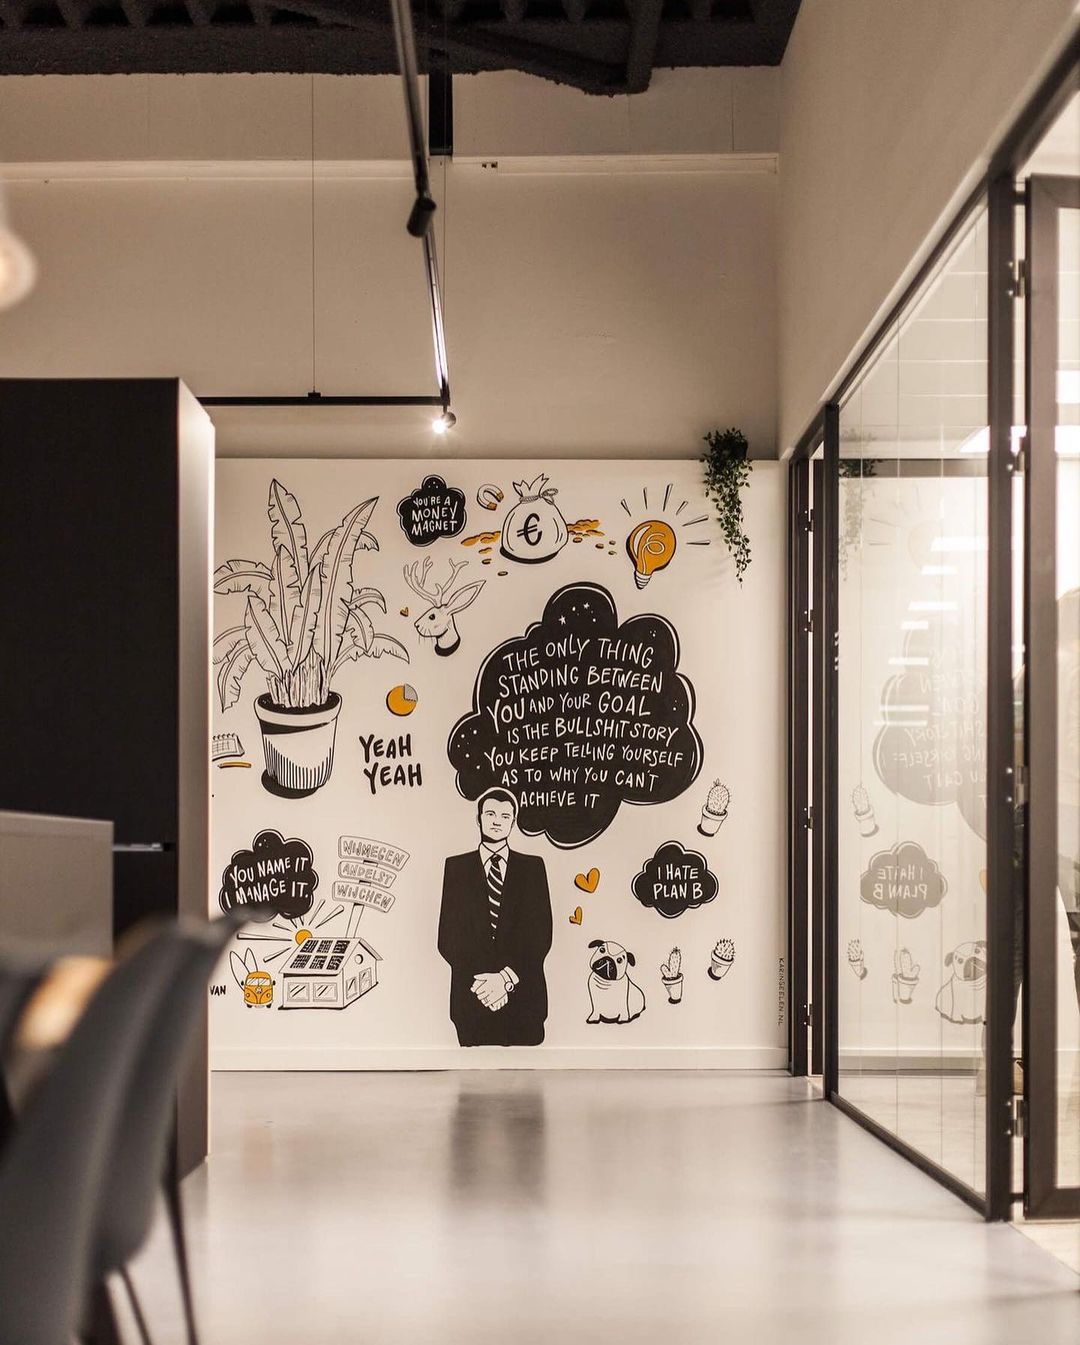 YOU'RE A
MONEY
MAGNET
€
THE ONLY THING
STANDING BETWEEN
YOU AND YOUR GOAL
IS THE BULLSHIT STORY
YOU KEEP TELLING YOURSELF
AS TO WHY YOU CAN'T
ACHIEVE IT
YEAH
YEAH
YOU NAME IT
I MANAGE IT.
NIJMEGEN
ANDELST
WIJCHEN
I HATE
PLAN B
VAN
KARINGEELEN.NL